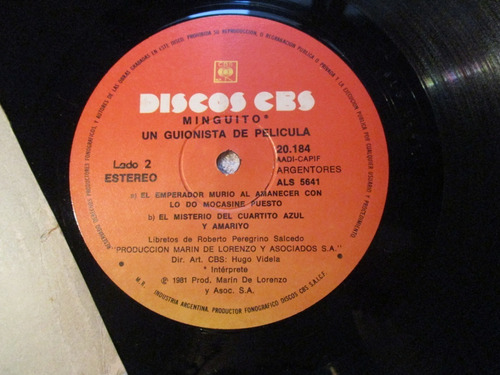 DISCOS CBS
MINGUITO*
UN GUIONISTA DE PELICULA
Lado 2
ESTEREO
20.184
AADI-CAPIF
ARGENTORES
ALS 5641
a) EL EMPERADOR MURIO AL AMANECER CON
LO DO MOCASINE PUESTO
b) EL MISTERIO DEL CUARTITO AZUL
Y AMARIYO
Libretos de Roberto Peregrino Salcedo
"PRODUCCION MARIN DE LORENZO Y ASOCIADOS S.A."
Dir. Art. CBS: Hugo Videla
* Intérprete
℗ 1981 Prod. Marín De Lorenzo
y Asoc. S.A.
INDUSTRIA ARGENTINA. PRODUCTOR FONOGRAFICO DISCOS CBS S.A.I.C.F.